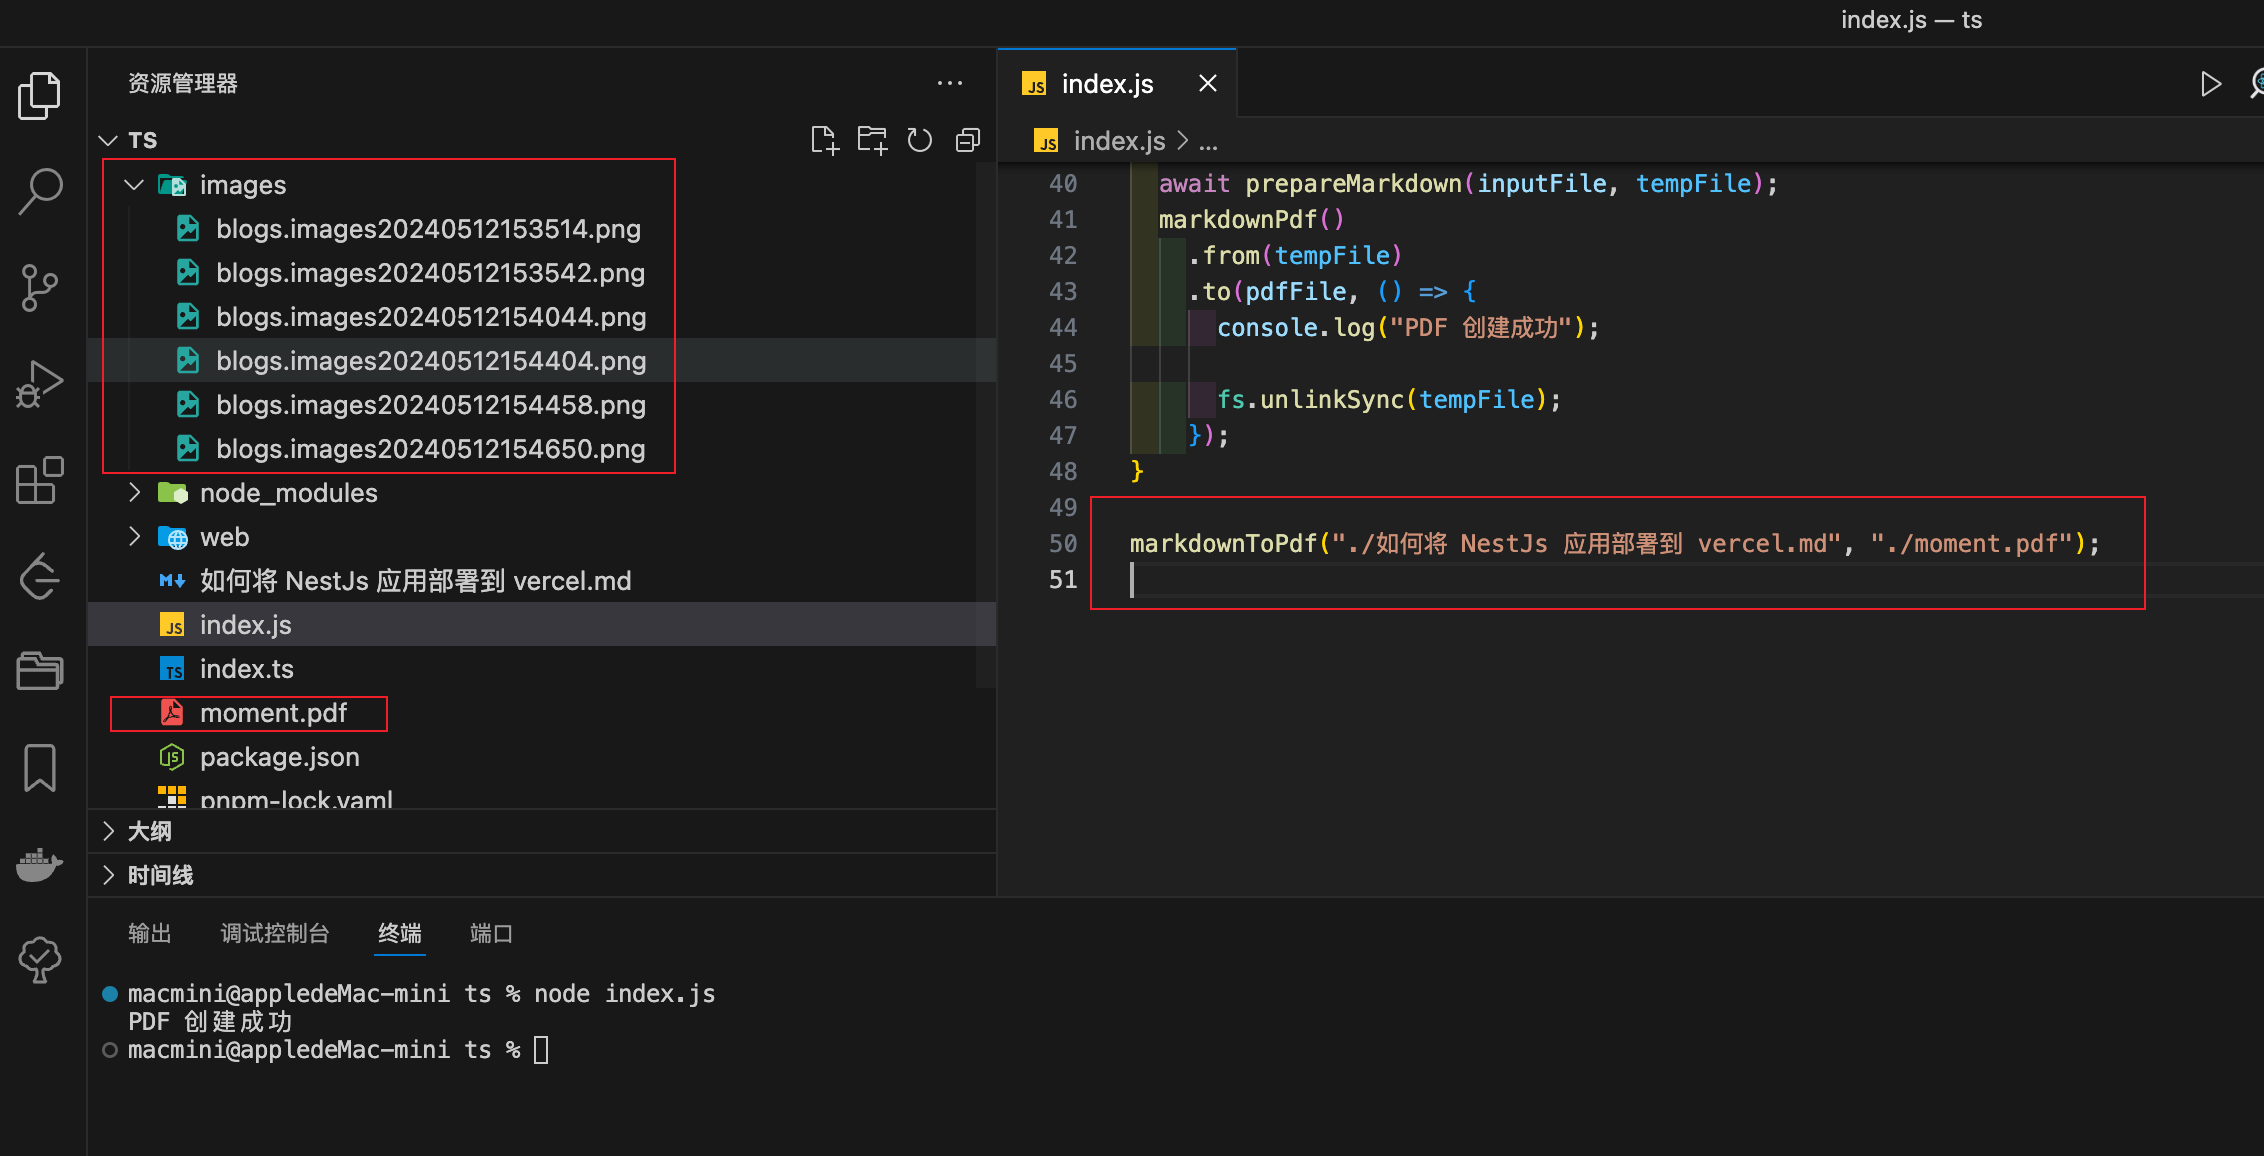 index.js — ts
资源管理器
TS
images
blogs.images20240512153514.png
blogs.images20240512153542.png
blogs.images20240512154044.png
blogs.images20240512154404.png
blogs.images20240512154458.png
blogs.images20240512154650.png
node_modules
web
如何将 NestJs 应用部署到 vercel.md
JS index.js
TS index.ts
moment.pdf
package.json
pnpm-lock.yaml
大纲
时间线
JS index.js
JS index.js > ...
40 await prepareMarkdown(inputFile, tempFile);
41 markdownPdf()
42 .from(tempFile)
43 .to(pdfFile, () => {
44 console.log("PDF 创建成功");
45
46 fs.unlinkSync(tempFile);
47 });
48 }
49
50 markdownToPdf("./如何将 NestJs 应用部署到 vercel.md", "./moment.pdf");
51
输出 调试控制台 终端 端口
macmini@appledeMac-mini ts % node index.js
PDF 创建成功
macmini@appledeMac-mini ts %